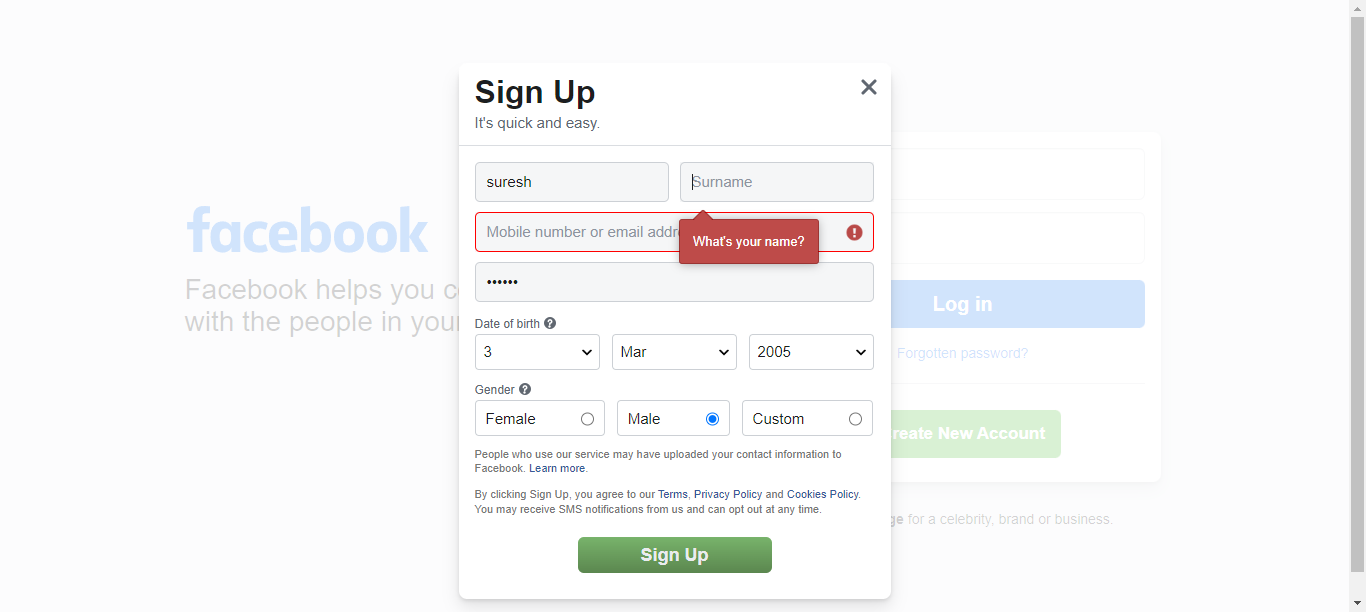 Sign Up
It's quick and easy.
suresh
Surname
Mobile number or email addr
What's your name?
••••••
Date of birth
3 Mar 2005
Gender
Female Male Custom
People who use our service may have uploaded your contact information to
Facebook. Learn more.
By clicking Sign Up, you agree to our Terms, Privacy Policy and Cookies Policy.
You may receive SMS notifications from us and can opt out at any time.
Sign Up
facebook
Facebook helps you c
with the people in your
Log in
Forgotten password?
reate New Account
ge for a celebrity, brand or business.